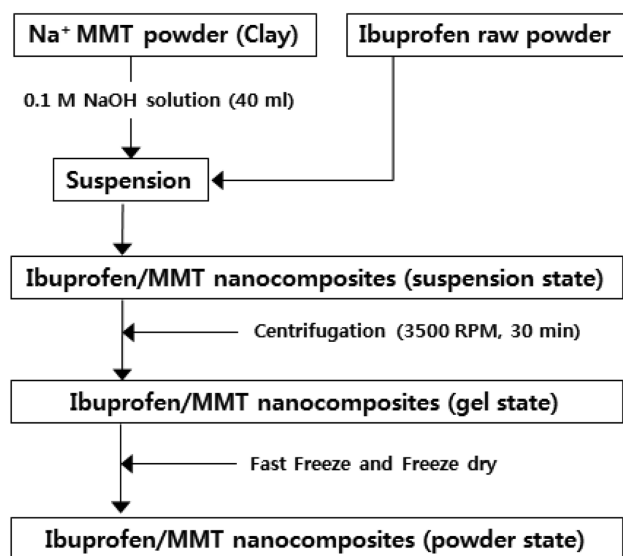 Na⁺ MMT powder (Clay)
Ibuprofen raw powder
0.1 M NaOH solution (40 ml)
Suspension
Ibuprofen/MMT nanocomposites (suspension state)
Centrifugation (3500 RPM, 30 min)
Ibuprofen/MMT nanocomposites (gel state)
Fast Freeze and Freeze dry
Ibuprofen/MMT nanocomposites (powder state)